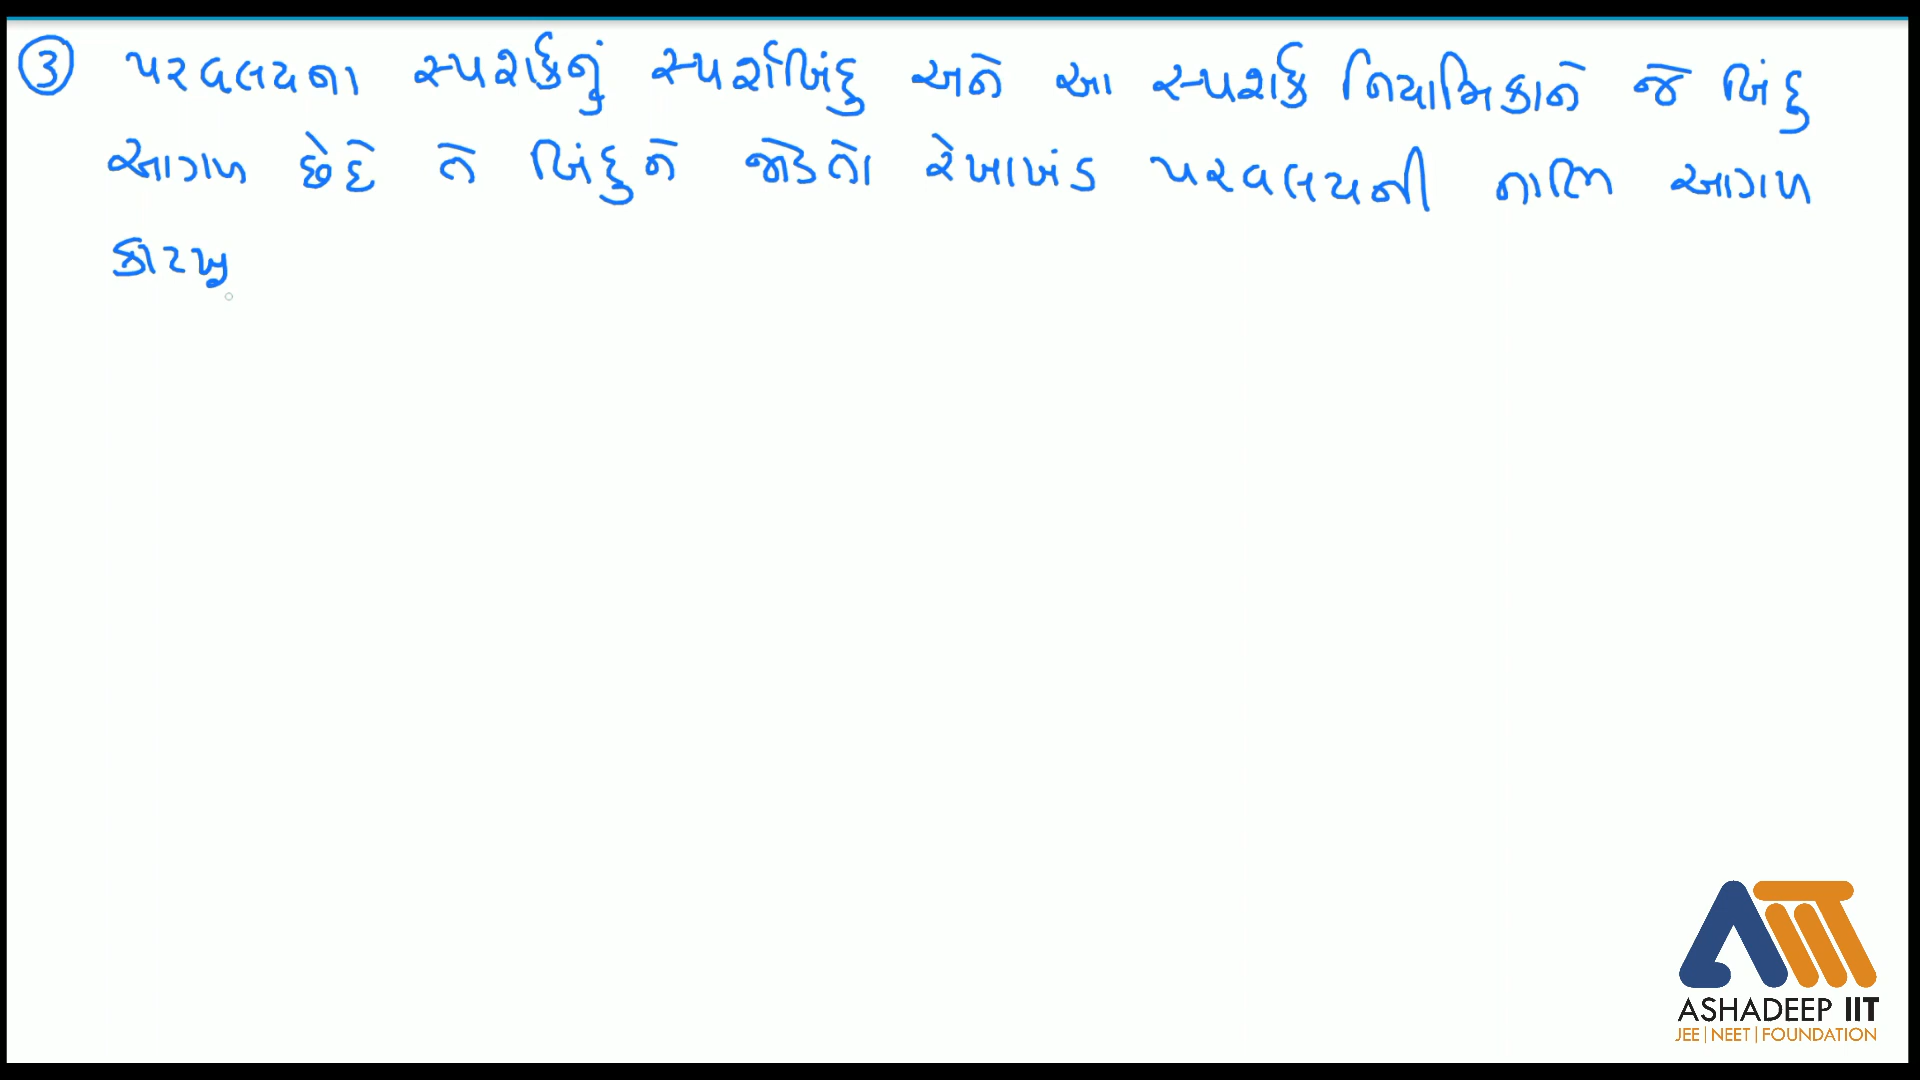 ③ પરવલયના સ્પર્શકનું સ્પર્શબિંદુ અને આ સ્પર્શક નિયામિકાને જે બિંદુ
આગળ છેદે તે બિંદુને જોડતો રેખાખંડ પરવલયની નાભિ આગળ
કાટખુ
ASHADEEP IIT
JEE | NEET | FOUNDATION